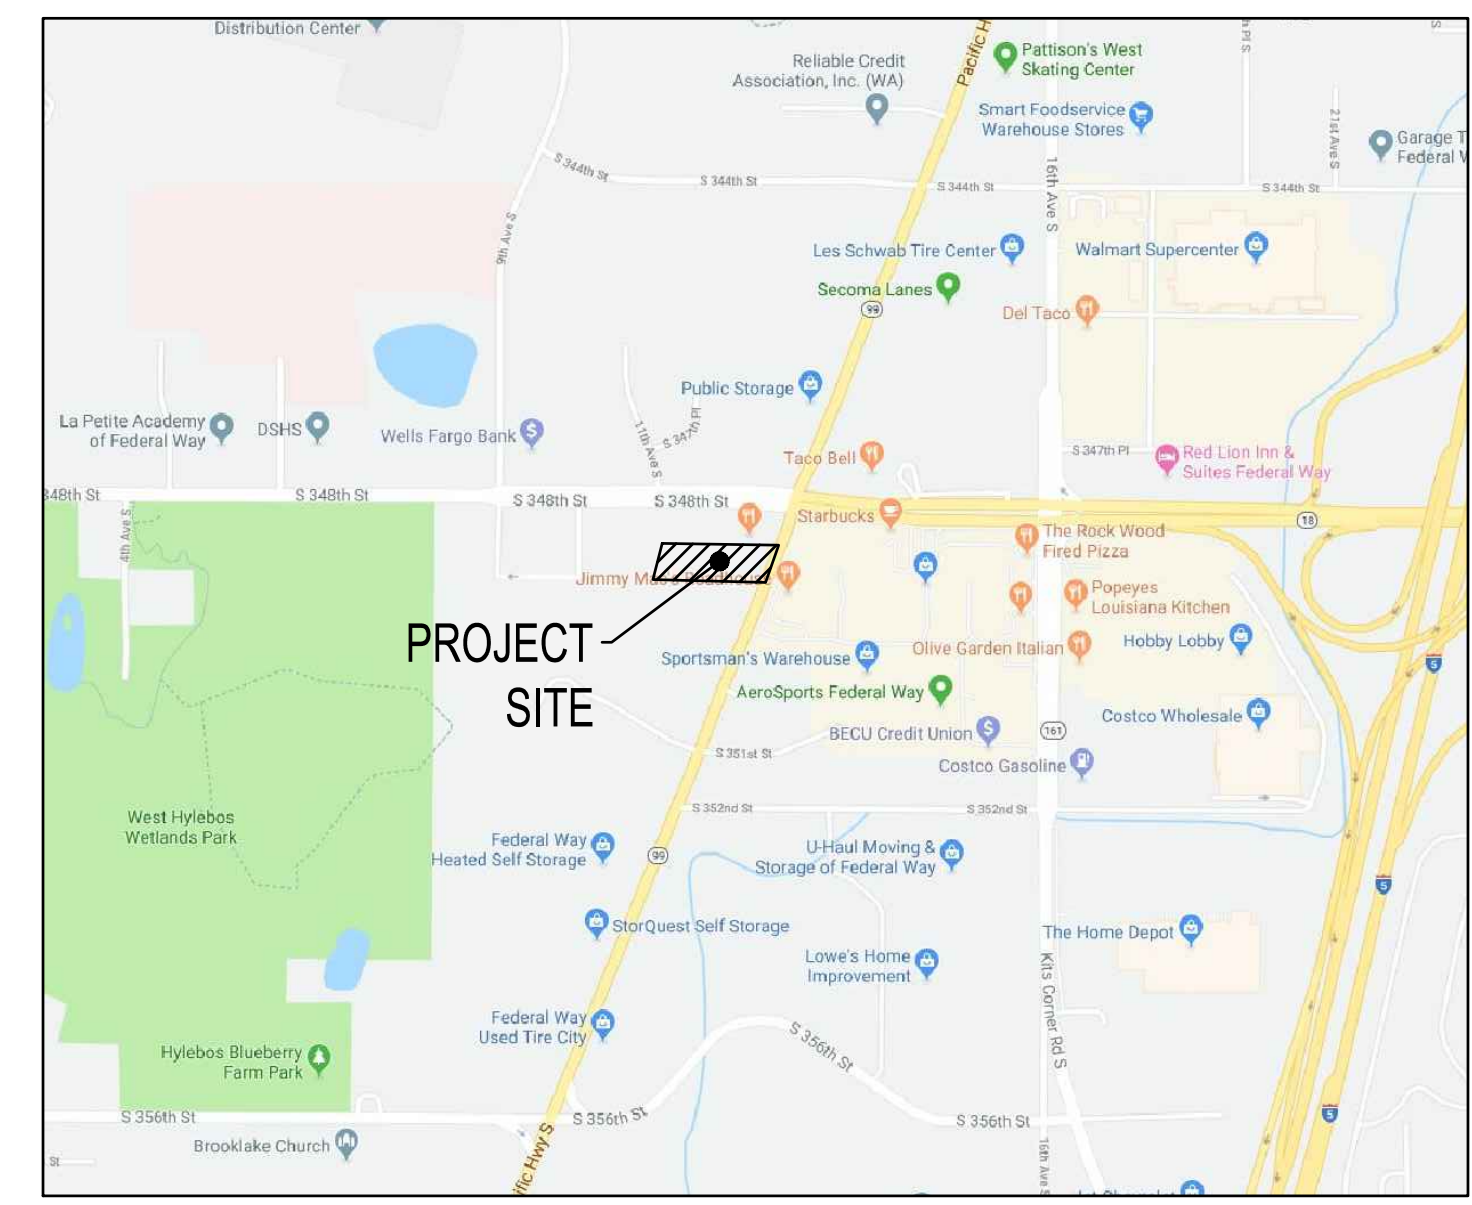 Distribution Center
Reliable Credit
Association, Inc. (WA)
Pacific H
Pattison's West
Skating Center
Smart Foodservice
Warehouse Stores
h Pl S
S
21st Ave S
Garage T
Federal W
S 344th St
S 344th St
S 344th St
S 344th St
16th Ave S
9th Ave S
Les Schwab Tire Center
Walmart Supercenter
Secoma Lanes
99
Del Taco
Public Storage
La Petite Academy
of Federal Way
DSHS
Wells Fargo Bank
11th Ave S
S 347th Pl
Taco Bell
S 347th Pl
Red Lion Inn &
Suites Federal Way
348th St
S 348th St
S 348th St
S 348th St
4th Ave S
Starbucks
18
The Rock Wood
Fired Pizza
Jimmy Mac's Roadhouse
Popeyes
Louisiana Kitchen
PROJECT
SITE
Sportsman's Warehouse
Olive Garden Italian
Hobby Lobby
5
AeroSports Federal Way
BECU Credit Union
161
Costco Wholesale
S 351st St
Costco Gasoline
S 352nd St
S 352nd St
West Hylebos
Wetlands Park
Federal Way
Heated Self Storage
99
U-Haul Moving &
Storage of Federal Way
5
StorQuest Self Storage
The Home Depot
Lowe's Home
Improvement
Kits Corner Rd S
Federal Way
Used Tire City
S 356th St
Hylebos Blueberry
Farm Park
5
S 356th St
S 356th St
S 356th St
Brooklake Church
ific Hwy S
16th Ave S
St